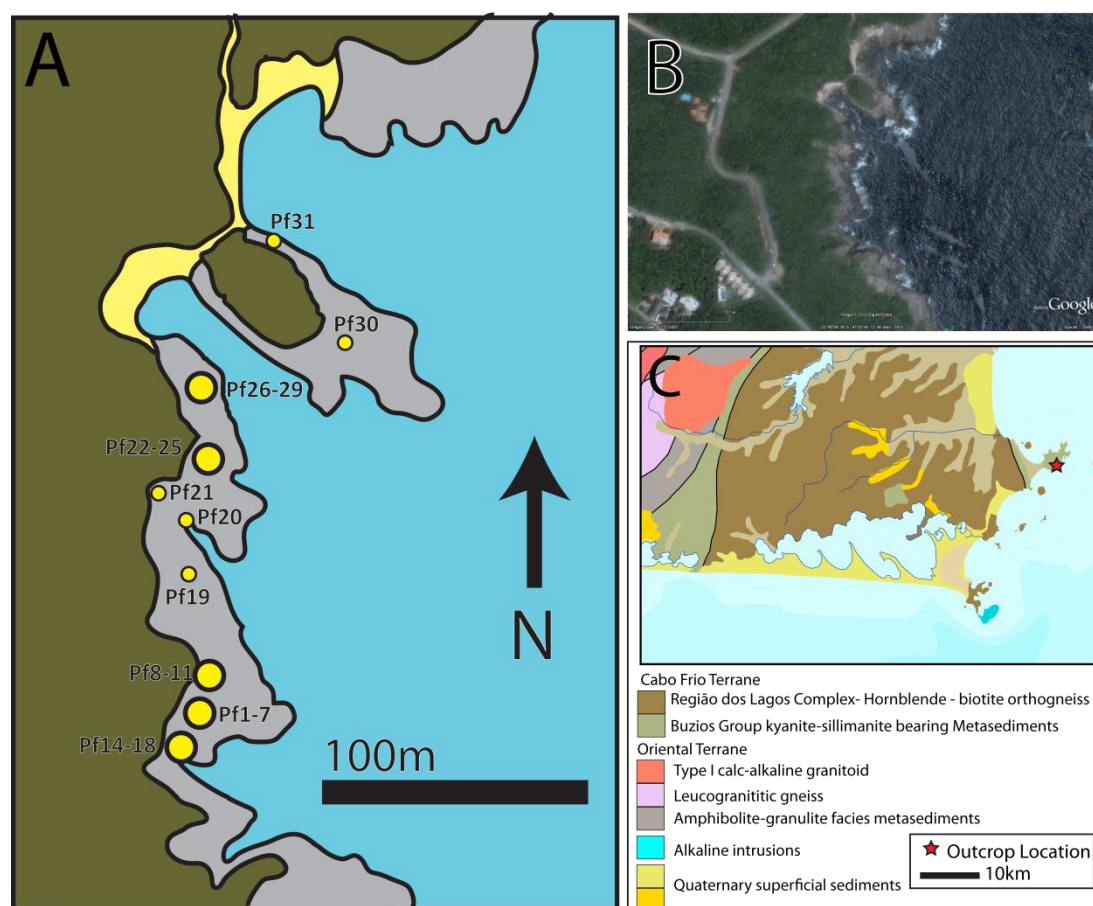 A
Pf31
Pf30
Pf26-29
Pf22-25
Pf21
Pf20
Pf19
Pf8-11
Pf1-7
Pf14-18
N
100m
B
Google
C
Cabo Frio Terrane
Região dos Lagos Complex- Hornblende - biotite orthogneiss
Buzios Group kyanite-sillimanite bearing Metasediments
Oriental Terrane
Type I calc-alkaline granitoid
Leucogranititic gneiss
Amphibolite-granulite facies metasediments
Alkaline intrusions
Quaternary superficial sediments
Outcrop Location
10km